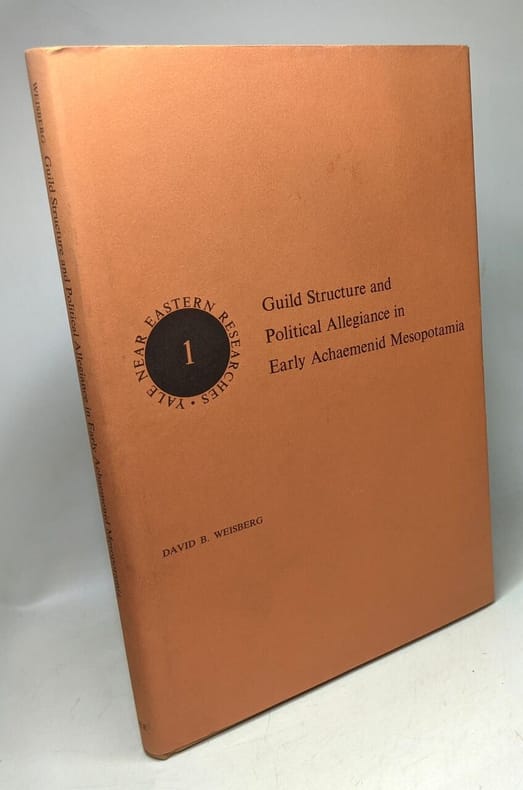 WEISBERG Guild Structure and Political Allegiance in Early Achaemenid Mesopotamia
YALE NEAR EASTERN RESEARCHES •
1
Guild Structure and
Political Allegiance in
Early Achaemenid Mesopotamia
DAVID B. WEISBERG